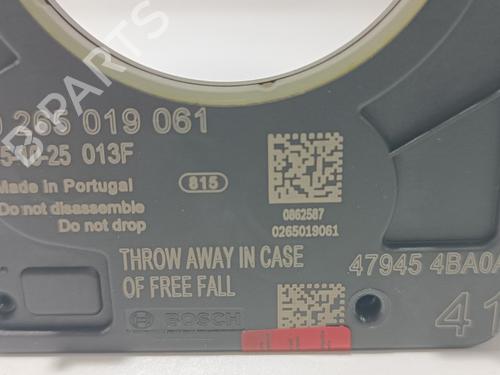 265 019 061
25 013F
Made in Portugal
Do not disassemble
Do not drop
815
0862587
0265019061
THROW AWAY IN CASE
OF FREE FALL
47945 4BA0A
41
BOSCH
B-PARTS